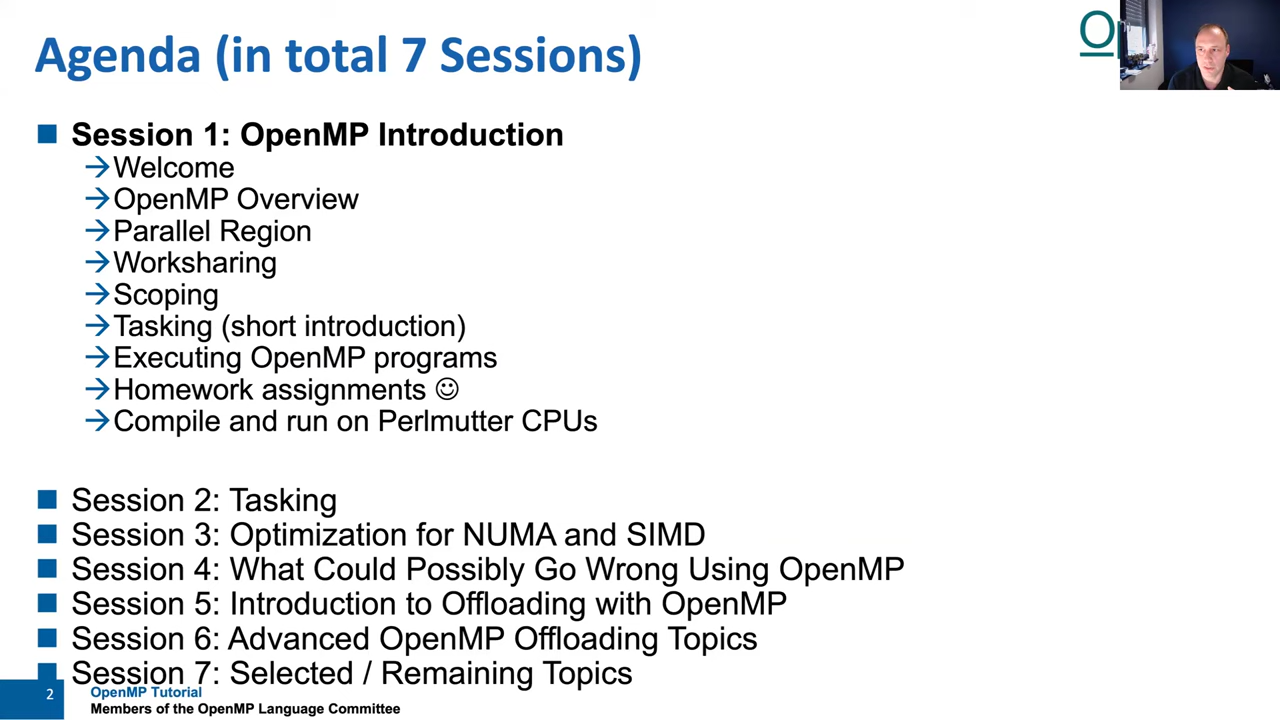 Agenda (in total 7 Sessions)
Op
Session 1: OpenMP Introduction
→Welcome
→OpenMP Overview
→Parallel Region
→Worksharing
→Scoping
→Tasking (short introduction)
→Executing OpenMP programs
→Homework assignments ☺
→Compile and run on Perlmutter CPUs
Session 2: Tasking
Session 3: Optimization for NUMA and SIMD
Session 4: What Could Possibly Go Wrong Using OpenMP
Session 5: Introduction to Offloading with OpenMP
Session 6: Advanced OpenMP Offloading Topics
Session 7: Selected / Remaining Topics
2
OpenMP Tutorial
Members of the OpenMP Language Committee